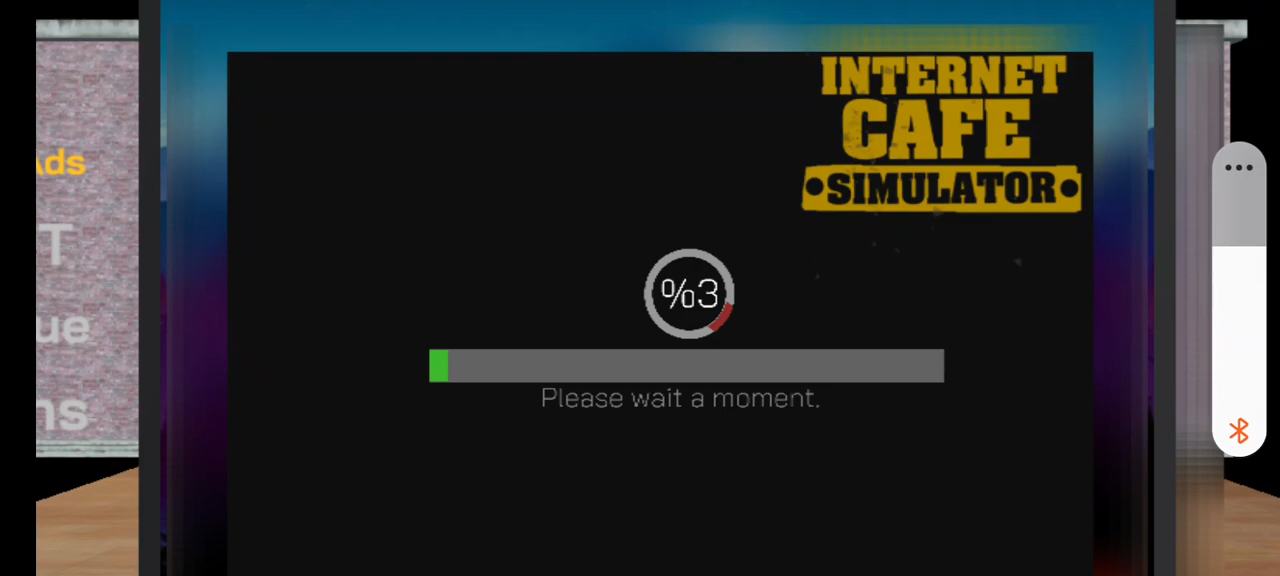 INTERNET
CAFE
SIMULATOR
Ads
T
ue
ns
%3
Please wait a moment.